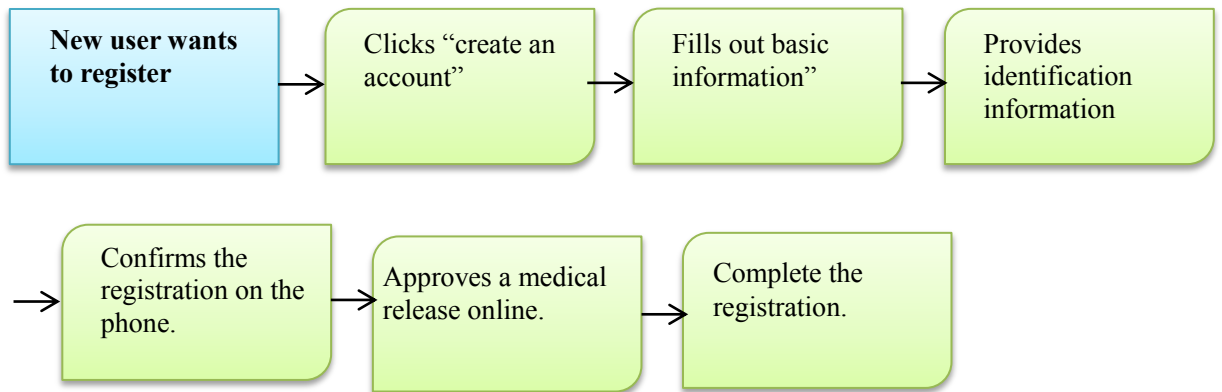 New user wants
to register
Clicks “create an
account”
Fills out basic
information”
Provides
identification
information
Confirms the
registration on the
phone.
Approves a medical
release online.
Complete the
registration.